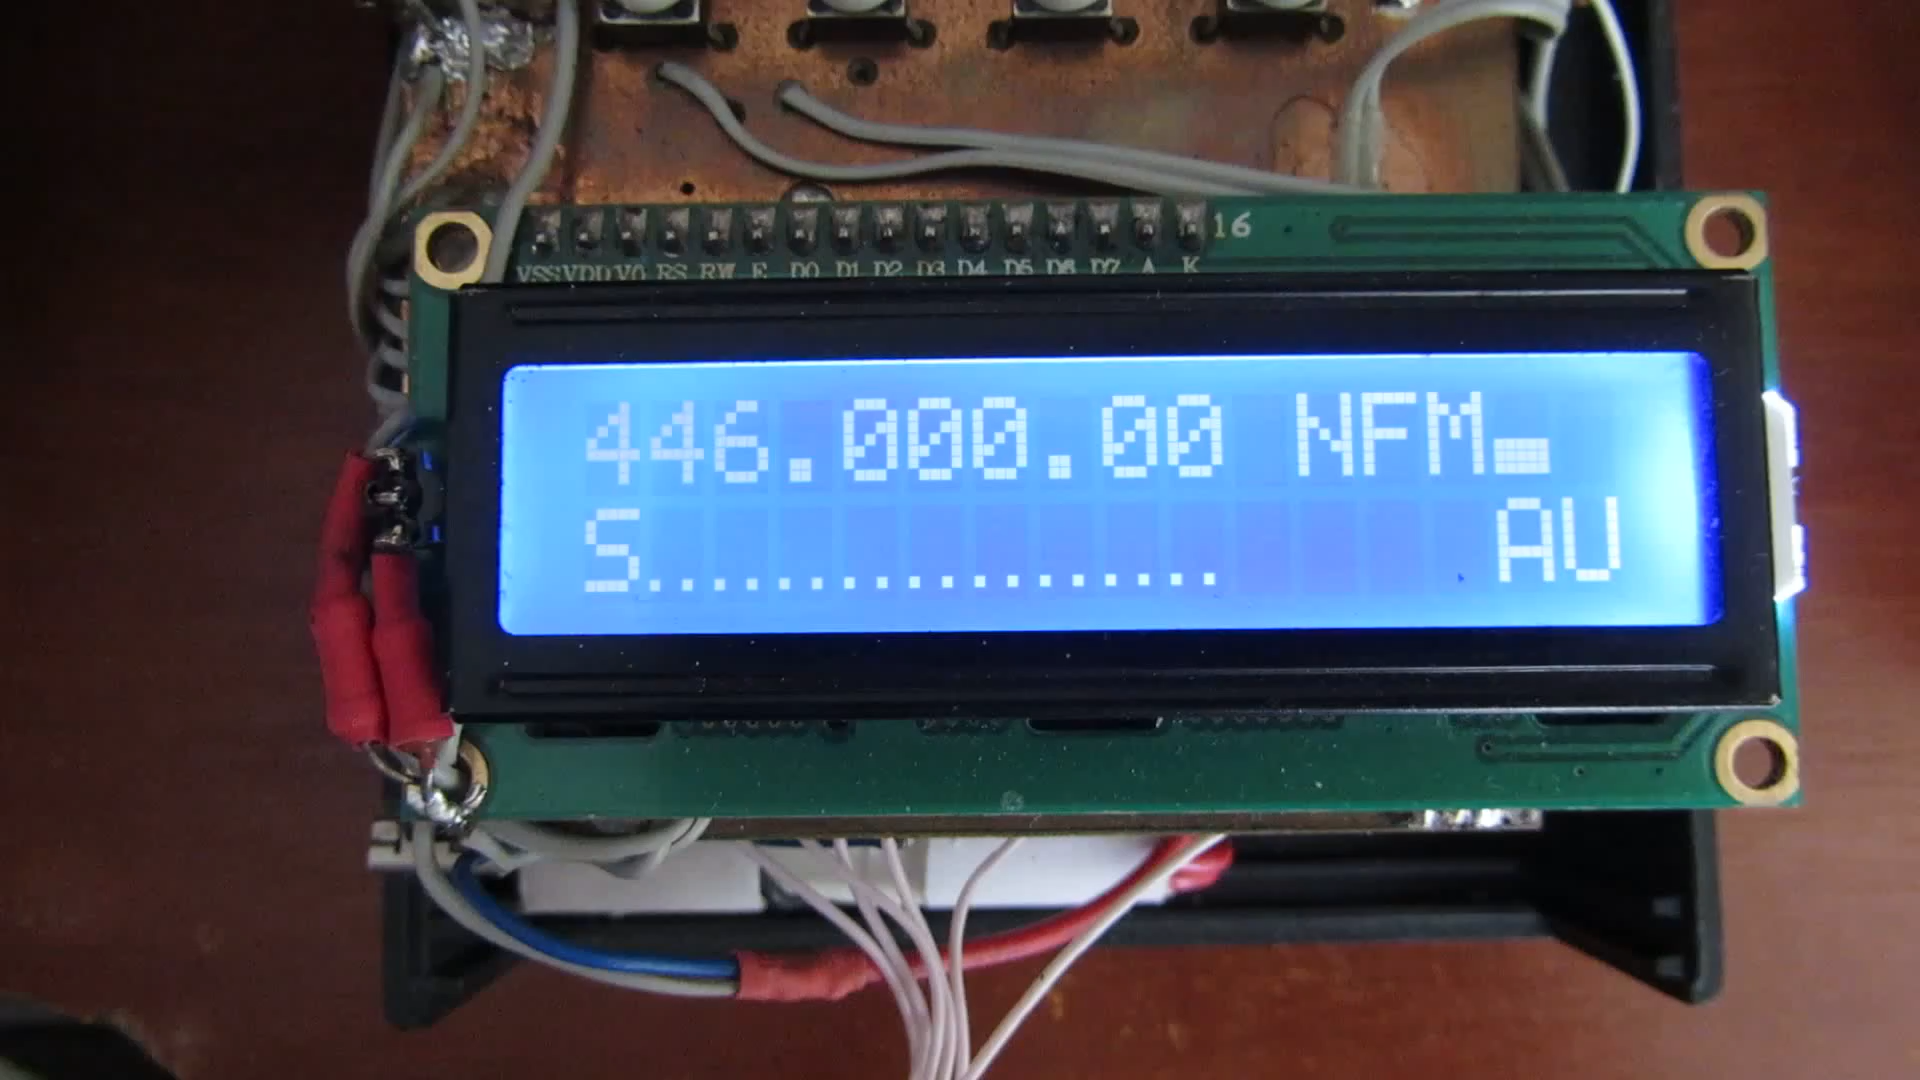 16
VSS VDD V0 RS RW E D0 D1 D2 D3 D4 D5 D6 D7 A K
446.000.00 NFM
S.................. AU